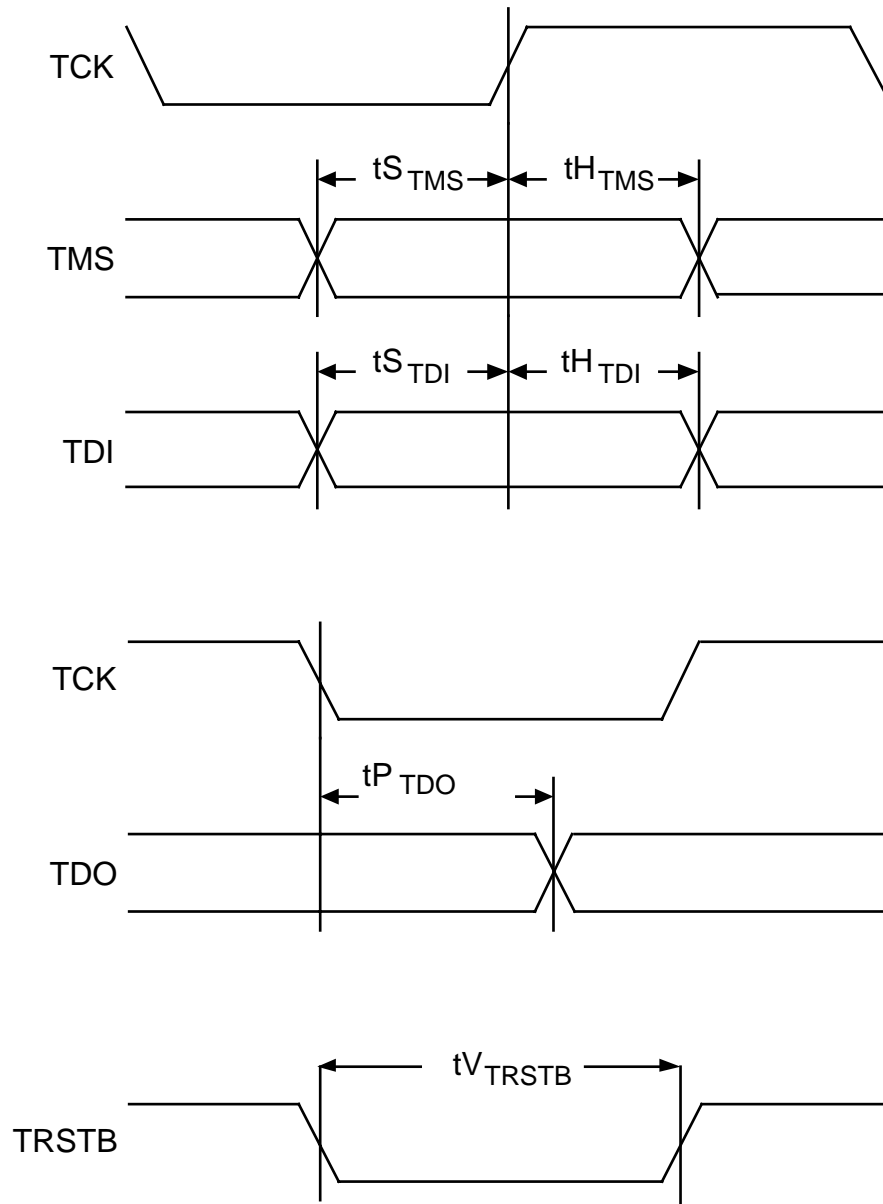 TCK
tS TMS tH TMS
TMS
tS TDI tH TDI
TDI
TCK
tP TDO
TDO
tV TRSTB
TRSTB